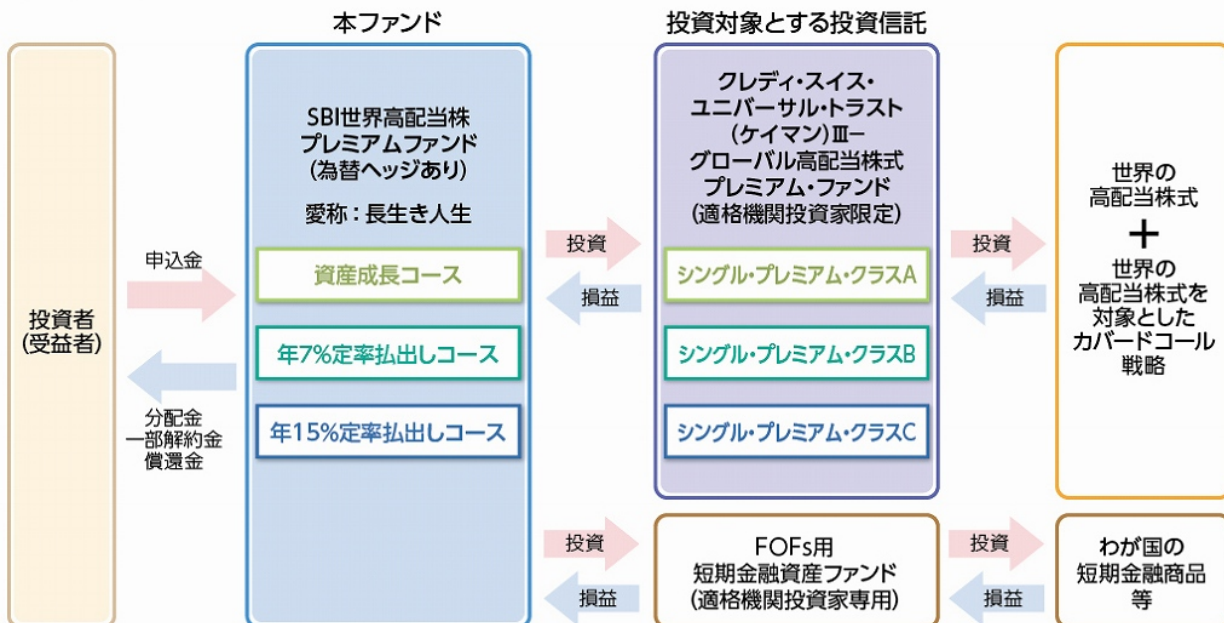 本ファンド
投資対象とする投資信託
投資者
(受益者)
申込金
分配金
一部解約金
償還金
SBI世界高配当株
プレミアムファンド
(為替ヘッジあり)
愛称:長生き人生
資産成長コース
年7%定率払出しコース
年15%定率払出しコース
投資
損益
クレディ・スイス・
ユニバーサル・トラスト
(ケイマン)Ⅲー
グローバル高配当株式
プレミアム・ファンド
(適格機関投資家限定)
シングル・プレミアム・クラスA
シングル・プレミアム・クラスB
シングル・プレミアム・クラスC
投資
損益
世界の
高配当株式
+
世界の
高配当株式を
対象とした
カバードコール
戦略
投資
損益
FOFs用
短期金融資産ファンド
(適格機関投資家専用)
投資
損益
わが国の
短期金融商品
等